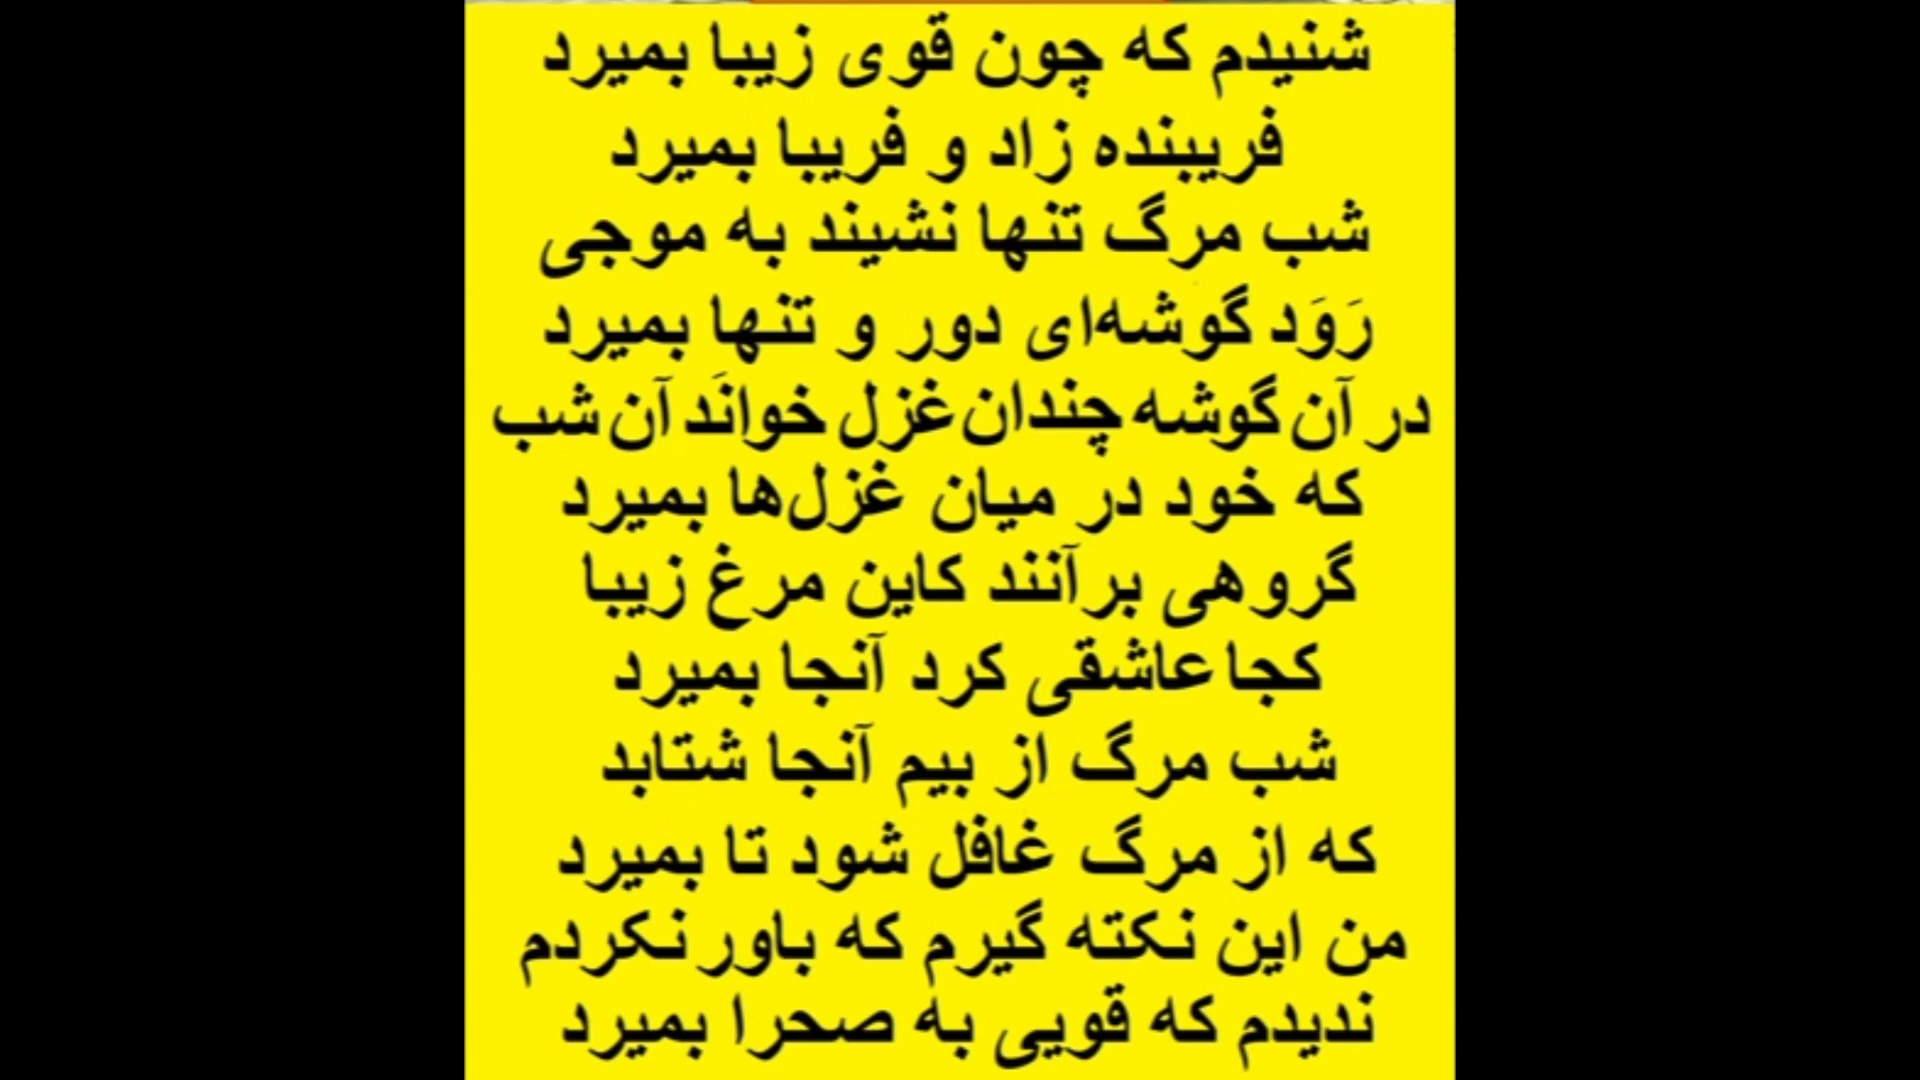 شنیدم که چون قوی زیبا بمیرد
فریبنده زاد و فریبا بمیرد
شب مرگ تنها نشیند به موجی
رَوَد گوشه‌ای دور و تنها بمیرد
در آن گوشه چندان غزل خوانَد آن شب
که خود در میان غزل‌ها بمیرد
گروهی برآنند کاین مرغ زیبا
کجا عاشقی کرد آنجا بمیرد
شب مرگ از بیم آنجا شتابد
که از مرگ غافل شود تا بمیرد
من این نکته گیرم که باور نکردم
ندیدم که قویی به صحرا بمیرد